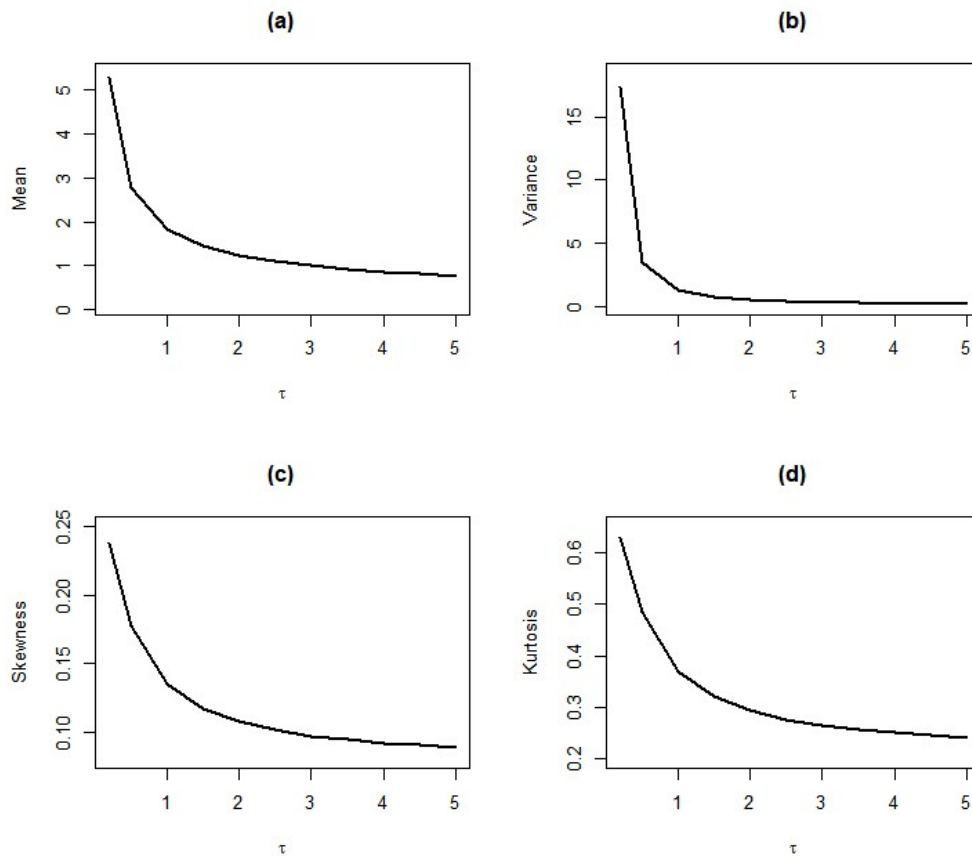 (a)
Mean
0 1 2 3 4 5
1 2 3 4 5
τ
(b)
Variance
0 5 10 15
1 2 3 4 5
τ
(c)
Skewness
0.10 0.15 0.20 0.25
1 2 3 4 5
τ
(d)
Kurtosis
0.2 0.3 0.4 0.5 0.6
1 2 3 4 5
τ